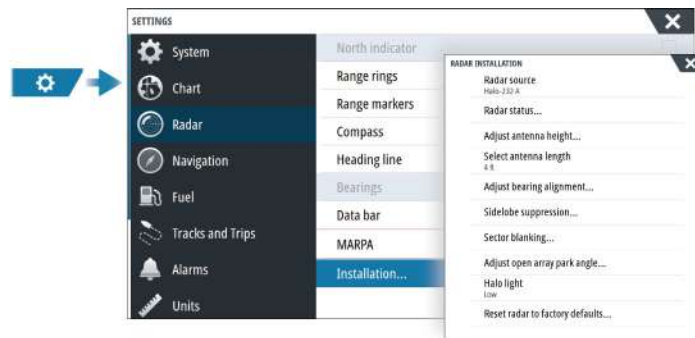 SETTINGS
System
Chart
Radar
Navigation
Fuel
Tracks and Trips
Alarms
Units
North indicator
Range rings
Range markers
Compass
Heading line
Bearings
Data bar
MARPA
Installation...
RADAR INSTALLATION
Radar source
Halo-232 A
Radar status...
Adjust antenna height...
Select antenna length
4 ft
Adjust bearing alignment...
Sidelobe suppression...
Sector blanking...
Adjust open array park angle...
Halo light
Low
Reset radar to factory defaults...